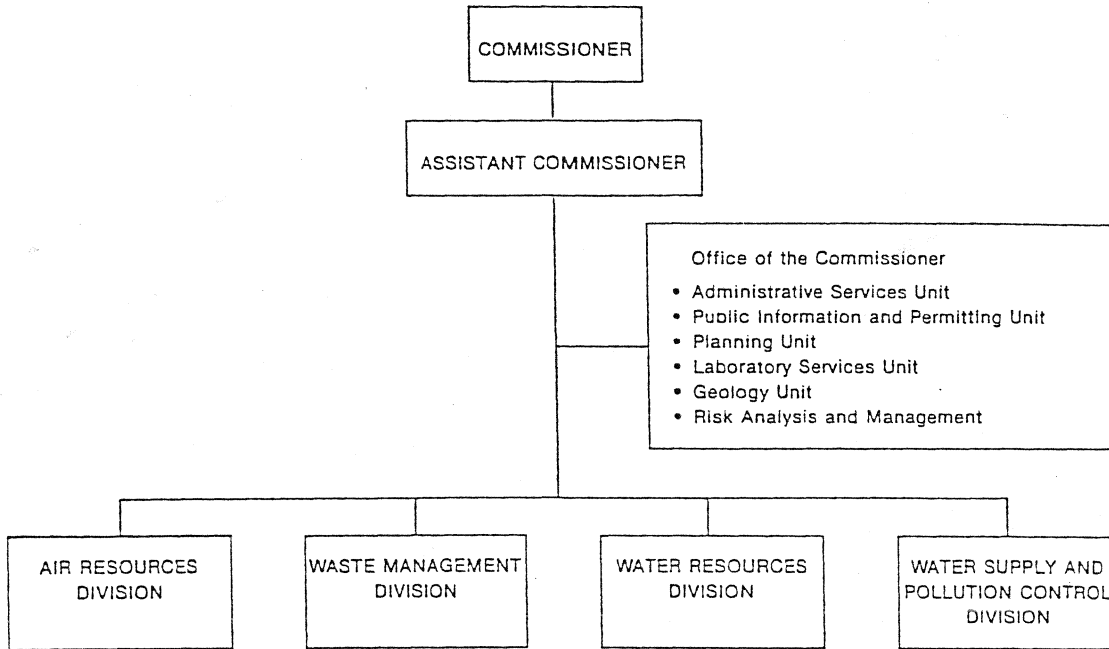 COMMISSIONER
ASSISTANT COMMISSIONER
Office of the Commissioner
• Administrative Services Unit
• Public Information and Permitting Unit
• Planning Unit
• Laboratory Services Unit
• Geology Unit
• Risk Analysis and Management
AIR RESOURCES
DIVISION
WASTE MANAGEMENT
DIVISION
WATER RESOURCES
DIVISION
WATER SUPPLY AND
POLLUTION CONTROL
DIVISION